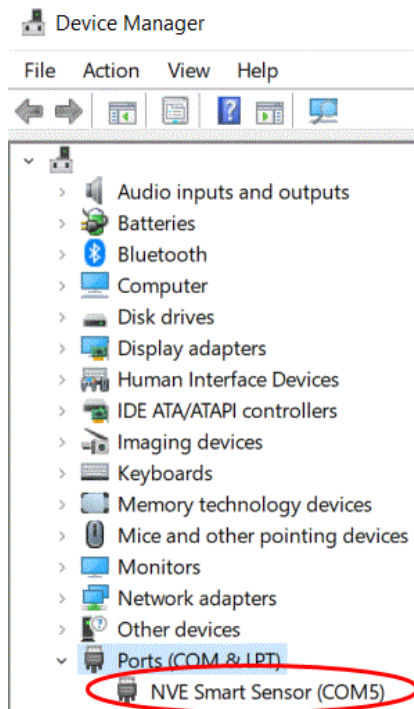 Device Manager
File Action View Help
Audio inputs and outputs
Batteries
Bluetooth
Computer
Disk drives
Display adapters
Human Interface Devices
IDE ATA/ATAPI controllers
Imaging devices
Keyboards
Memory technology devices
Mice and other pointing devices
Monitors
Network adapters
Other devices
Ports (COM & LPT)
NVE Smart Sensor (COM5)